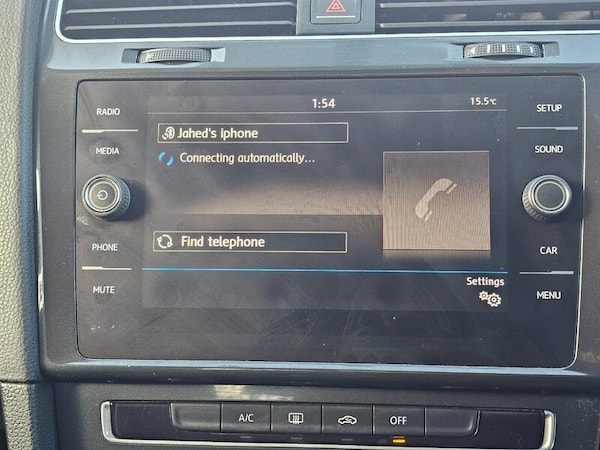 1:54
15.5°C
RADIO
MEDIA
PHONE
MUTE
Jahed's iphone
Connecting automatically...
Find telephone
Settings
SETUP
SOUND
CAR
MENU
A/C
OFF